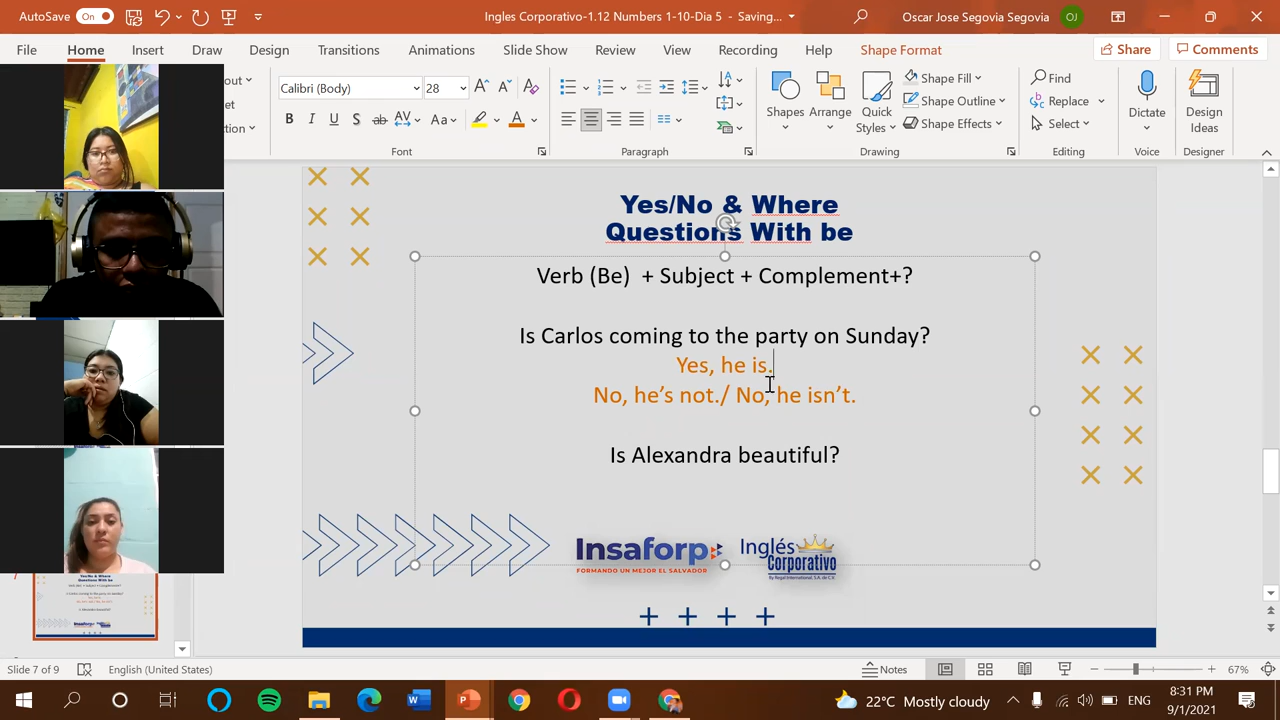 AutoSave On Ingles Corporativo-1.12 Numbers 1-10-Dia 5 - Saving... Oscar Jose Segovia Segovia OJ
File Home Insert Draw Design Transitions Animations Slide Show Review View Recording Help Shape Format Share Comments
Calibri (Body) 28
Shape Fill
Find
Shape Outline
Replace
Shapes Arrange Quick Styles
Shape Effects
Select
Dictate
Design Ideas
Font Paragraph Drawing Editing Voice Designer
Yes/No & Where
Questions With be
Verb (Be) + Subject + Complement+?
Is Carlos coming to the party on Sunday?
Yes, he is.
No, he's not./ No, he isn't.
Is Alexandra beautiful?
Insaforp
FORMANDO UN MEJOR EL SALVADOR
Inglés
Corporativo
By Regal International, S.A. de C.V.
Slide 7 of 9 English (United States) Notes 67%
22°C Mostly cloudy ENG 8:31 PM
9/1/2021